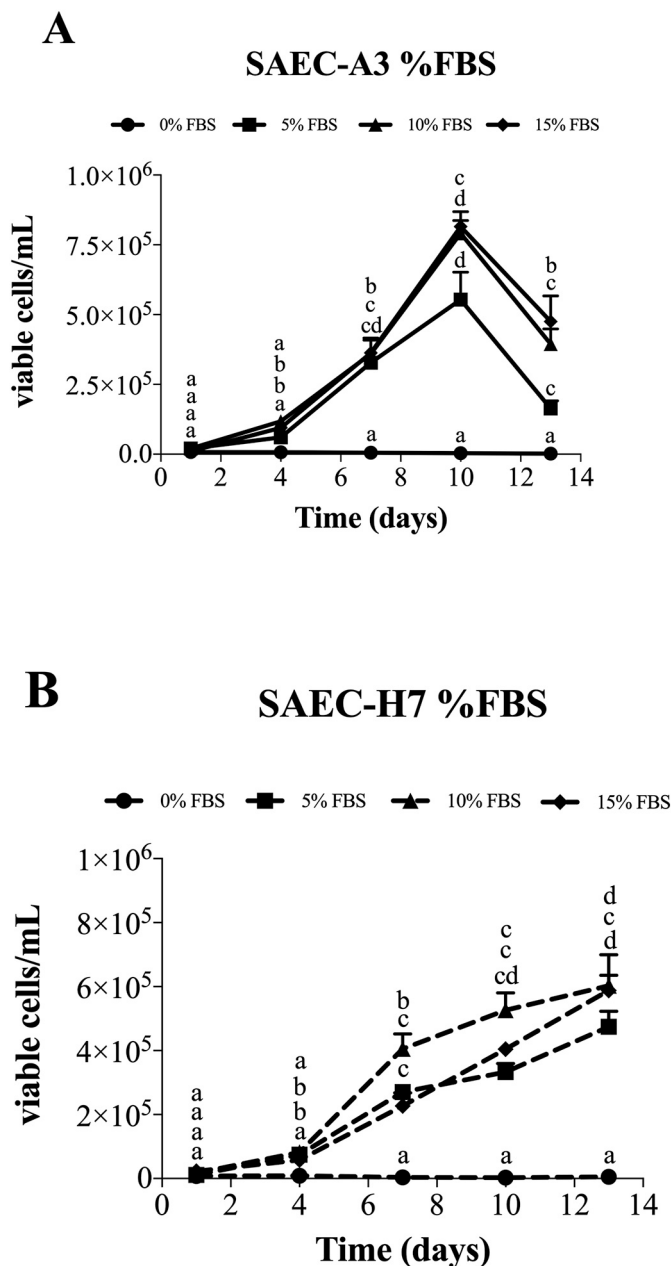 A
SAEC-A3 %FBS
0% FBS 5% FBS 10% FBS 15% FBS
viable cells/mL
1.0×10⁶
7.5×10⁵
5.0×10⁵
2.5×10⁵
0.0
a
a
a
a
a
b
b
a
b
c
cd
a
c
d
d
a
b
c
c
a
0 2 4 6 8 10 12 14
Time (days)
B
SAEC-H7 %FBS
0% FBS 5% FBS 10% FBS 15% FBS
viable cells/mL
1×10⁶
8×10⁵
6×10⁵
4×10⁵
2×10⁵
0
a
a
a
a
a
b
b
a
b
c
c
a
c
c
cd
a
d
c
d
a
0 2 4 6 8 10 12 14
Time (days)